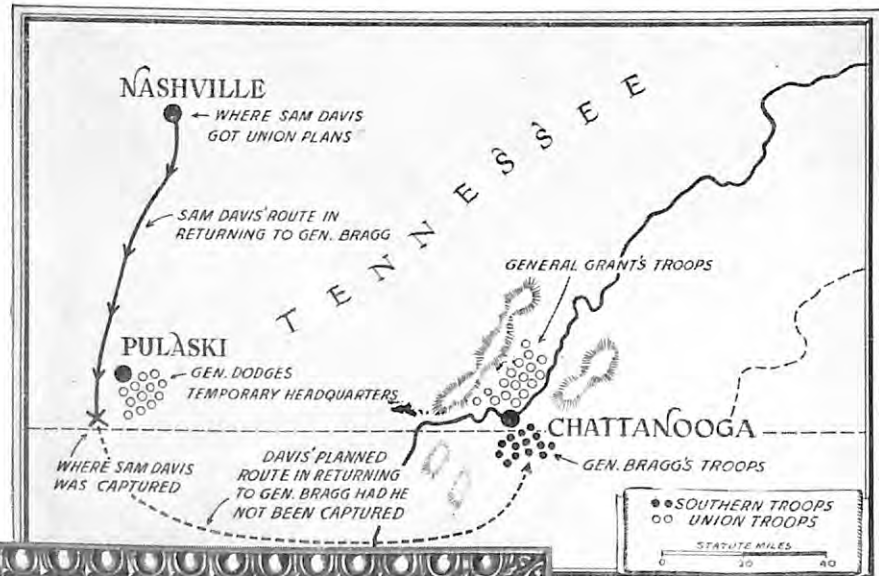 NASHVILLE
←WHERE SAM DAVIS
GOT UNION PLANS
TENNESSEE
SAM DAVIS' ROUTE IN
RETURNING TO GEN. BRAGG
GENERAL GRANT'S TROOPS
PULASKI
GEN. DODGES
TEMPORARY HEADQUARTERS
CHATTANOOGA
WHERE SAM DAVIS
WAS CAPTURED
DAVIS' PLANNED
ROUTE IN RETURNING
TO GEN. BRAGG HAD HE
NOT BEEN CAPTURED
GEN. BRAGG'S TROOPS
SOUTHERN TROOPS
UNION TROOPS
STATUTE MILES
0 20 40